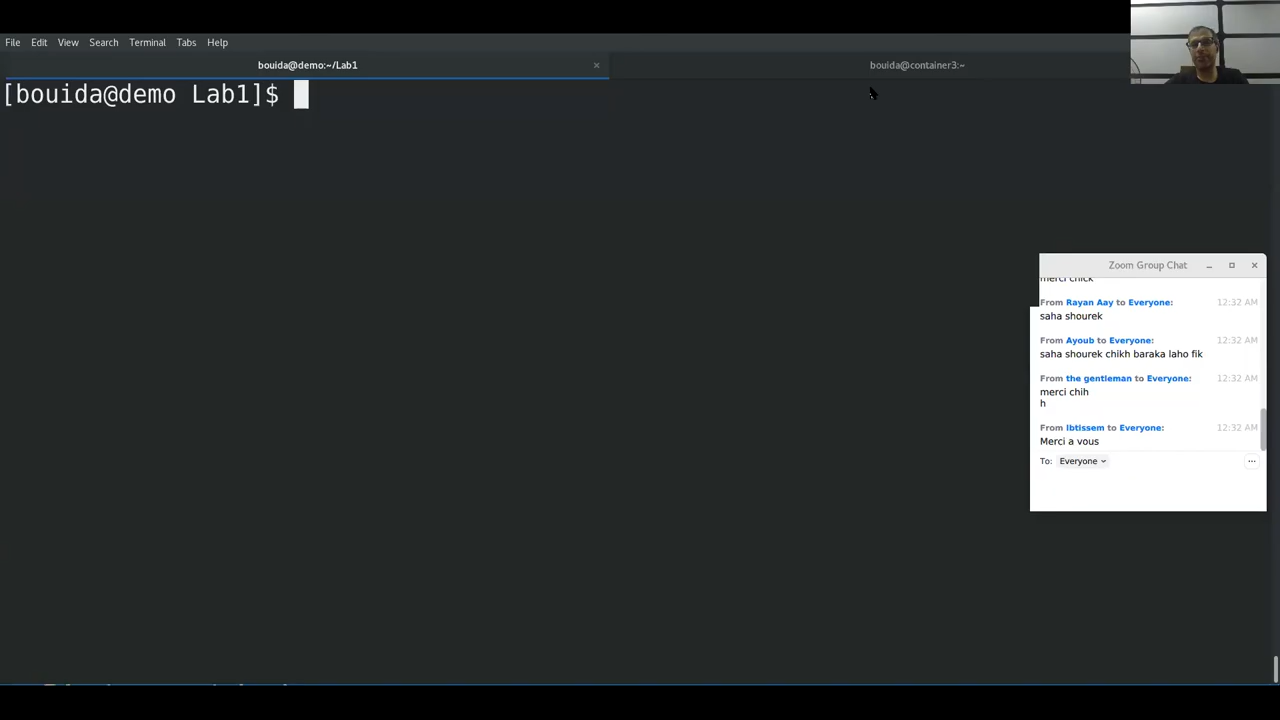 File Edit View Search Terminal Tabs Help
bouida@demo:~/Lab1 × bouida@container3:~
[bouida@demo Lab1]$
Zoom Group Chat
merci chick
From Rayan Aay to Everyone: 12:32 AM
saha shourek
From Ayoub to Everyone: 12:32 AM
saha shourek chikh baraka laho fik
From the gentleman to Everyone: 12:32 AM
merci chih
h
From Ibtissem to Everyone: 12:32 AM
Merci a vous
To: Everyone